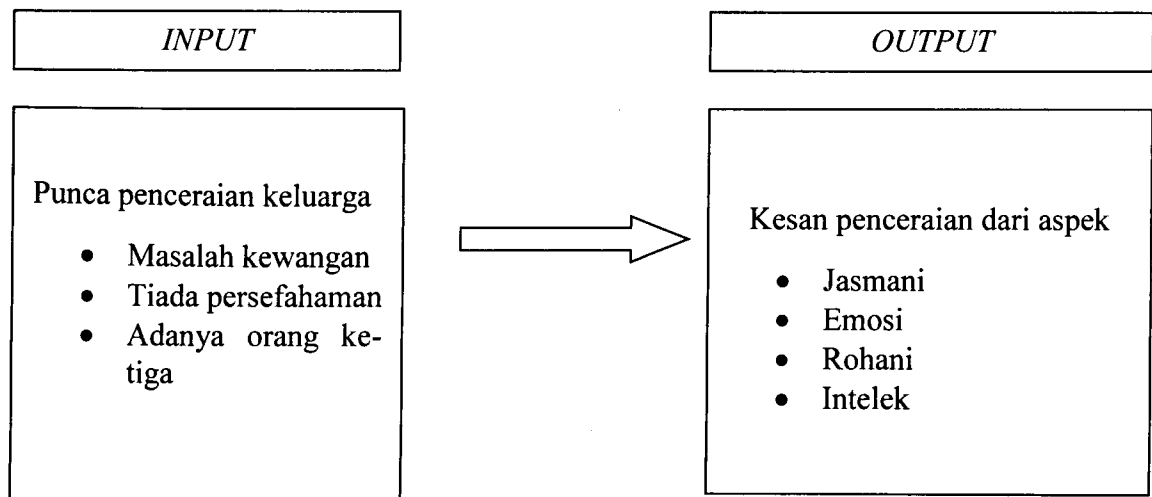 INPUT
OUTPUT
Punca penceraian keluarga
• Masalah kewangan
• Tiada persefahaman
• Adanya orang ke-
tiga
Kesan penceraian dari aspek
• Jasmani
• Emosi
• Rohani
• Intelek